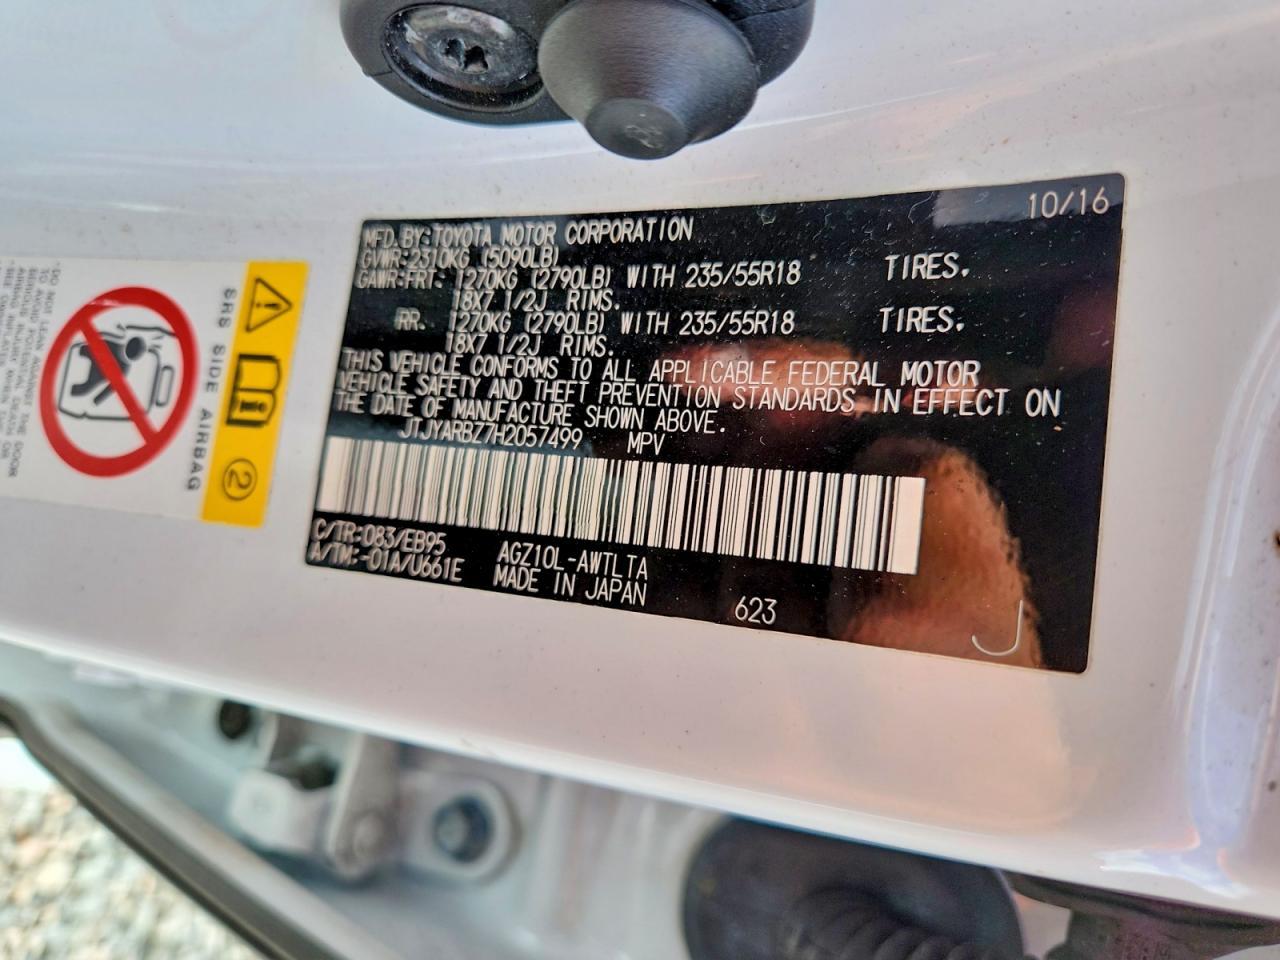 10/16
MFD.BY:TOYOTA MOTOR CORPORATION
GVWR:2310KG (5090LB)
GAWR:FRT. 1270KG (2790LB) WITH 235/55R18 TIRES.
18X7 1/2J RIMS.
RR. 1270KG (2790LB) WITH 235/55R18 TIRES.
18X7 1/2J RIMS.
THIS VEHICLE CONFORMS TO ALL APPLICABLE FEDERAL MOTOR
VEHICLE SAFETY AND THEFT PREVENTION STANDARDS IN EFFECT ON
THE DATE OF MANUFACTURE SHOWN ABOVE.
JTJYARBZ7H2057499 MPV
C/TR:083/EB95 AGZ10L-AWTLTA
A/TM:-01A/U661E MADE IN JAPAN
623
J
SRS SIDE AIRBAG
2